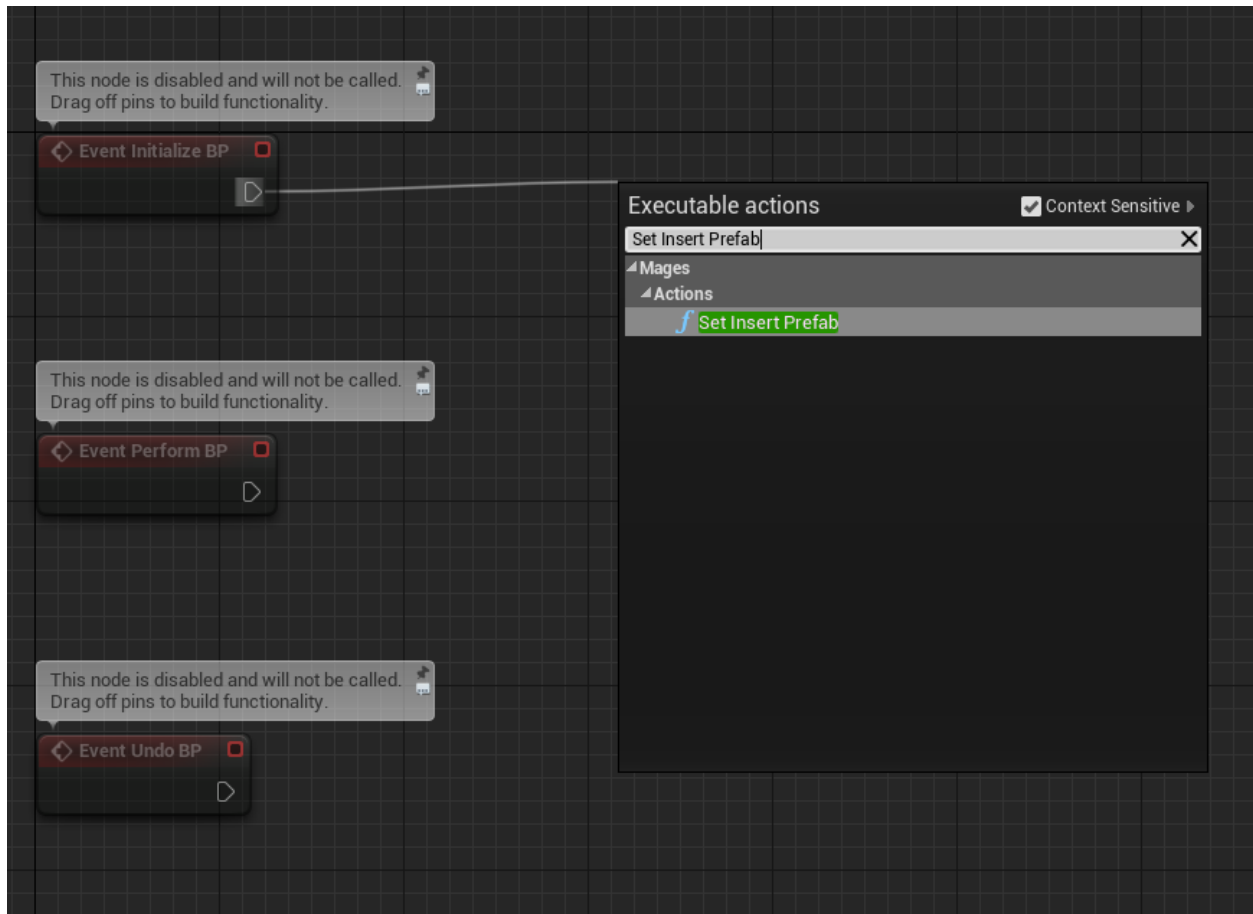 This node is disabled and will not be called.
Drag off pins to build functionality.
Event Initialize BP
Executable actions
Context Sensitive
Set Insert Prefab
Mages
Actions
Set Insert Prefab
This node is disabled and will not be called.
Drag off pins to build functionality.
Event Perform BP
This node is disabled and will not be called.
Drag off pins to build functionality.
Event Undo BP